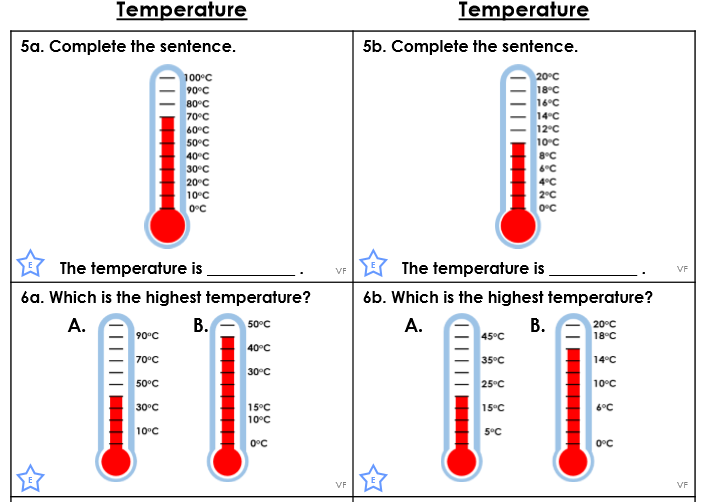 Temperature
Temperature
5a. Complete the sentence.
100°C
90°C
80°C
70°C
60°C
50°C
40°C
30°C
20°C
10°C
0°C
E
The temperature is __________ .
VF
5b. Complete the sentence.
20°C
18°C
16°C
14°C
12°C
10°C
8°C
6°C
4°C
2°C
0°C
E
The temperature is __________ .
VF
6a. Which is the highest temperature?
A.
90°C
70°C
50°C
30°C
10°C
B.
50°C
40°C
30°C
15°C
10°C
0°C
E
VF
6b. Which is the highest temperature?
A.
45°C
35°C
25°C
15°C
5°C
B.
20°C
18°C
14°C
10°C
6°C
0°C
E
VF